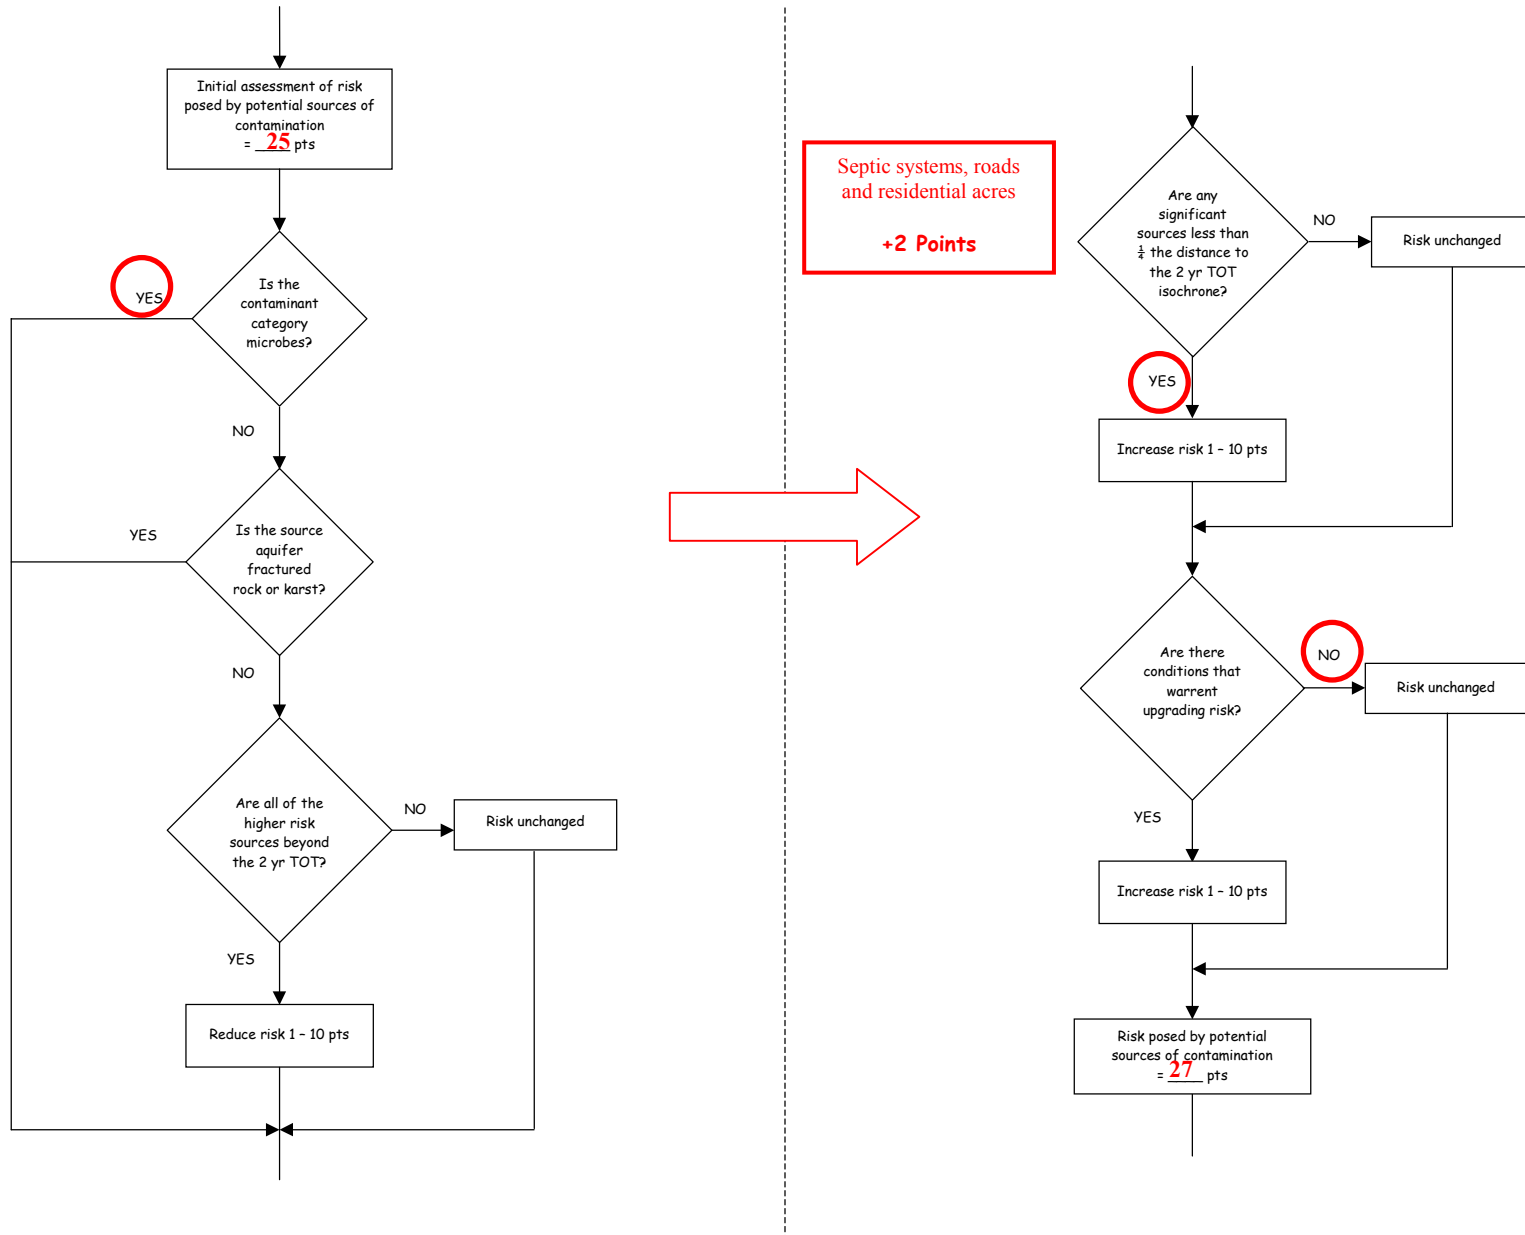 Initial assessment of risk
posed by potential sources of
contamination
= 25 pts
Is the
contaminant
category
microbes?
YES
NO
Is the source
aquifer
fractured
rock or karst?
YES
NO
Are all of the
higher risk
sources beyond
the 2 yr TOT?
NO
Risk unchanged
YES
Reduce risk 1 – 10 pts
Septic systems, roads
and residential acres
+2 Points
Are any
significant
sources less than
¼ the distance to
the 2 yr TOT
isochrone?
NO
Risk unchanged
YES
Increase risk 1 – 10 pts
Are there
conditions that
warrent
upgrading risk?
NO
Risk unchanged
YES
Increase risk 1 – 10 pts
Risk posed by potential
sources of contamination
= 27 pts